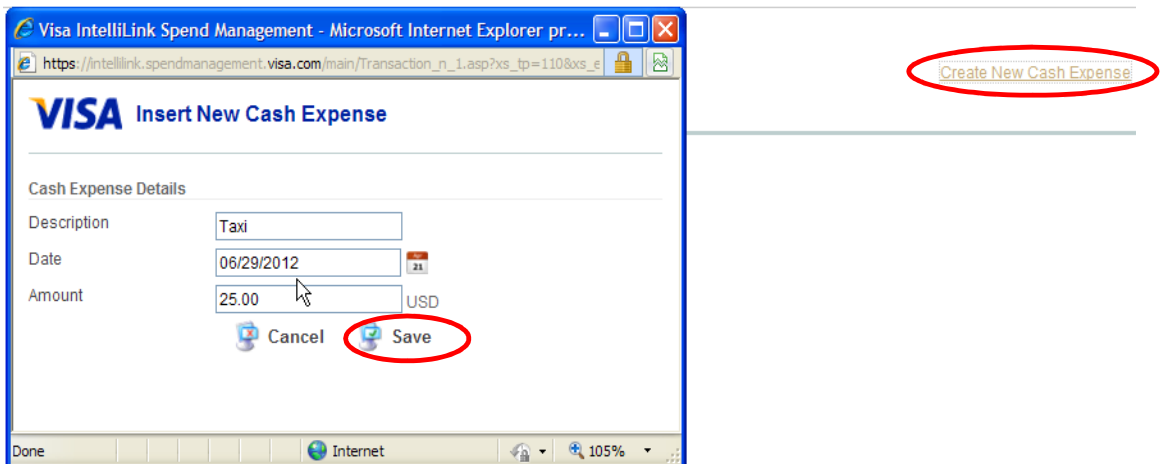 Visa IntelliLink Spend Management - Microsoft Internet Explorer pr...
https://intellilink.spendmanagement.visa.com/main/Transaction_n_1.asp?xs_tp=110&xs_e
Create New Cash Expense
VISA Insert New Cash Expense
Cash Expense Details
Description Taxi
Date 06/29/2012 21
Amount 25.00 USD
Cancel Save
Done Internet 105%